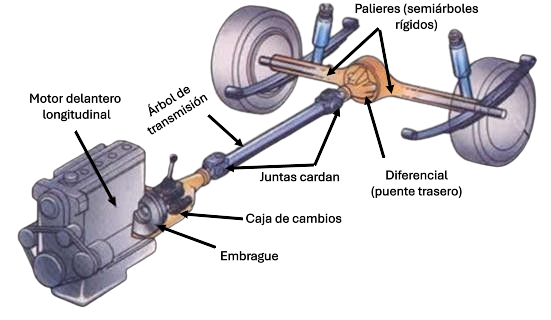 Palieres (semiárboles
rígidos)
Motor delantero
longitudinal
Árbol de
transmisión
Juntas cardan
Diferencial
(puente trasero)
Caja de cambios
Embrague